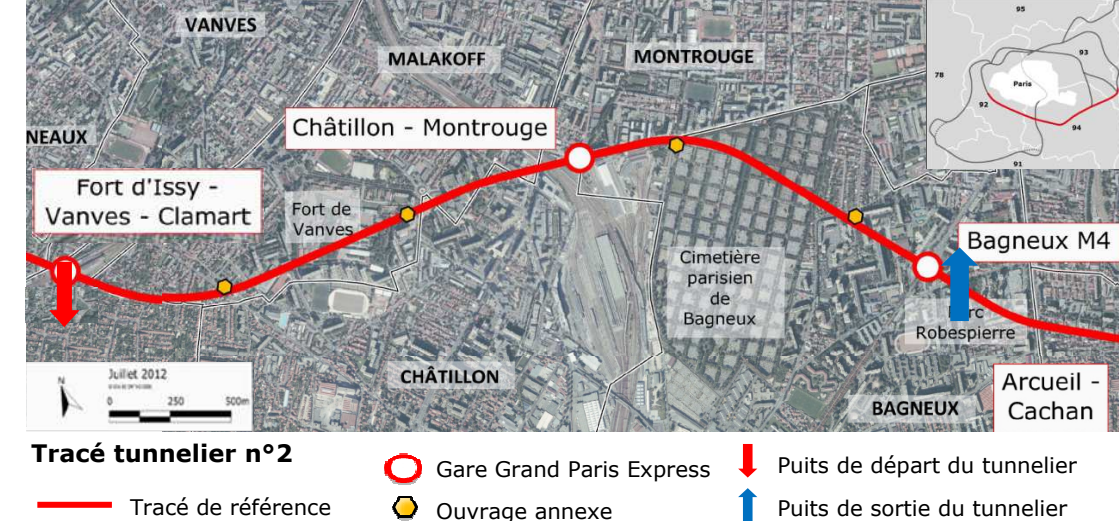 VANVES
MALAKOFF
MONTROUGE
NEAUX
Châtillon - Montrouge
Fort d'Issy -
Vanves - Clamart
Fort de
Vanves
Cimetière
parisien
de
Bagneux
Bagneux M4
Parc
Robespierre
CHÂTILLON
BAGNEUX
Arcueil -
Cachan
95
93
78
Paris
92
94
91
N
Juillet 2012
0 250 500m
Tracé tunnelier n°2
Tracé de référence
Gare Grand Paris Express
Ouvrage annexe
Puits de départ du tunnelier
Puits de sortie du tunnelier